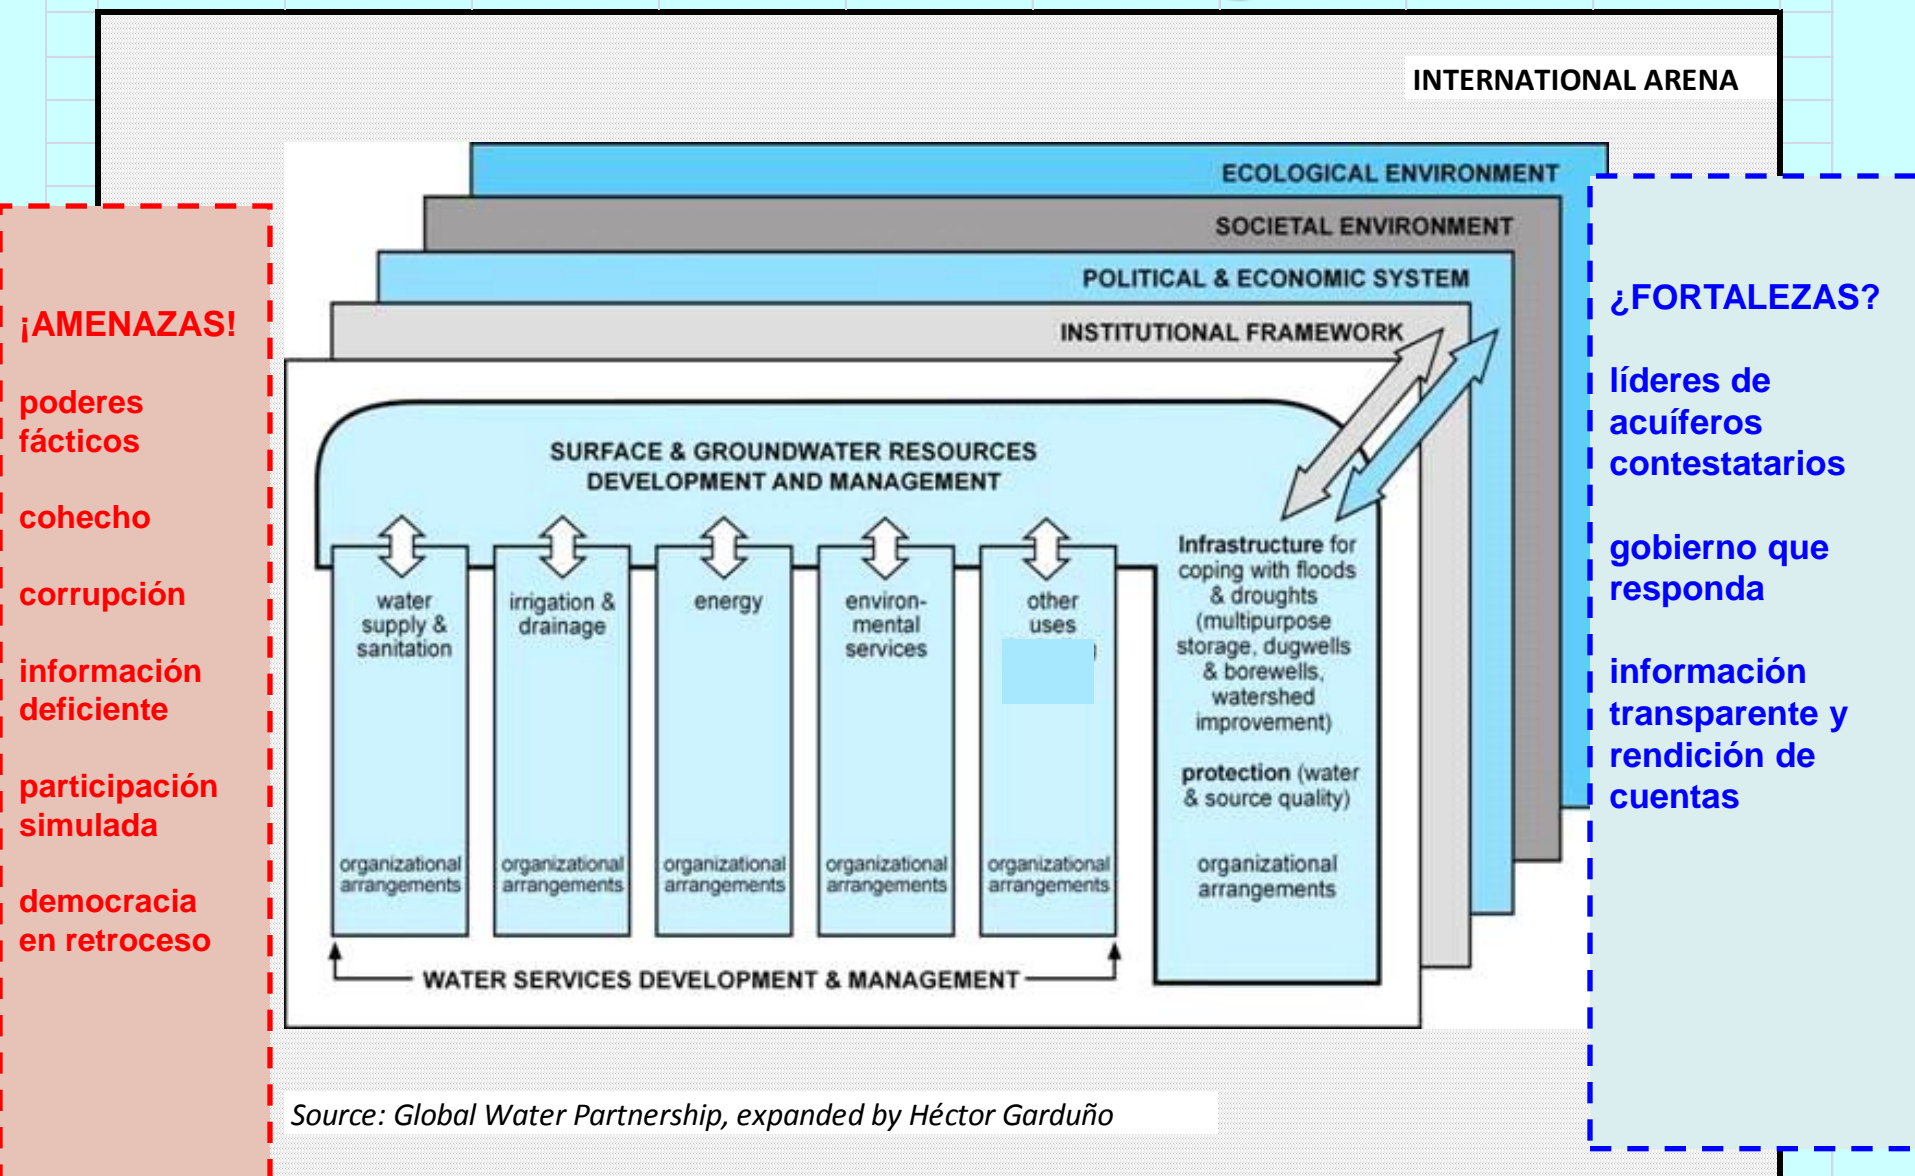 INTERNATIONAL ARENA
ECOLOGICAL ENVIRONMENT
SOCIETAL ENVIRONMENT
POLITICAL & ECONOMIC SYSTEM
INSTITUTIONAL FRAMEWORK
¡AMENAZAS!
poderes
fácticos
cohecho
corrupción
información
deficiente
participación
simulada
democracia
en retroceso
SURFACE & GROUNDWATER RESOURCES
DEVELOPMENT AND MANAGEMENT
water
supply &
sanitation
organizational
arrangements
irrigation &
drainage
organizational
arrangements
energy
organizational
arrangements
environ-
mental
services
organizational
arrangements
other
uses
organizational
arrangements
Infrastructure for
coping with floods
& droughts
(multipurpose
storage, dugwells
& borewells,
watershed
improvement)
protection (water
& source quality)
organizational
arrangements
WATER SERVICES DEVELOPMENT & MANAGEMENT
¿FORTALEZAS?
líderes de
acuíferos
contestatarios
gobierno que
responda
información
transparente y
rendición de
cuentas
Source: Global Water Partnership, expanded by Héctor Garduño